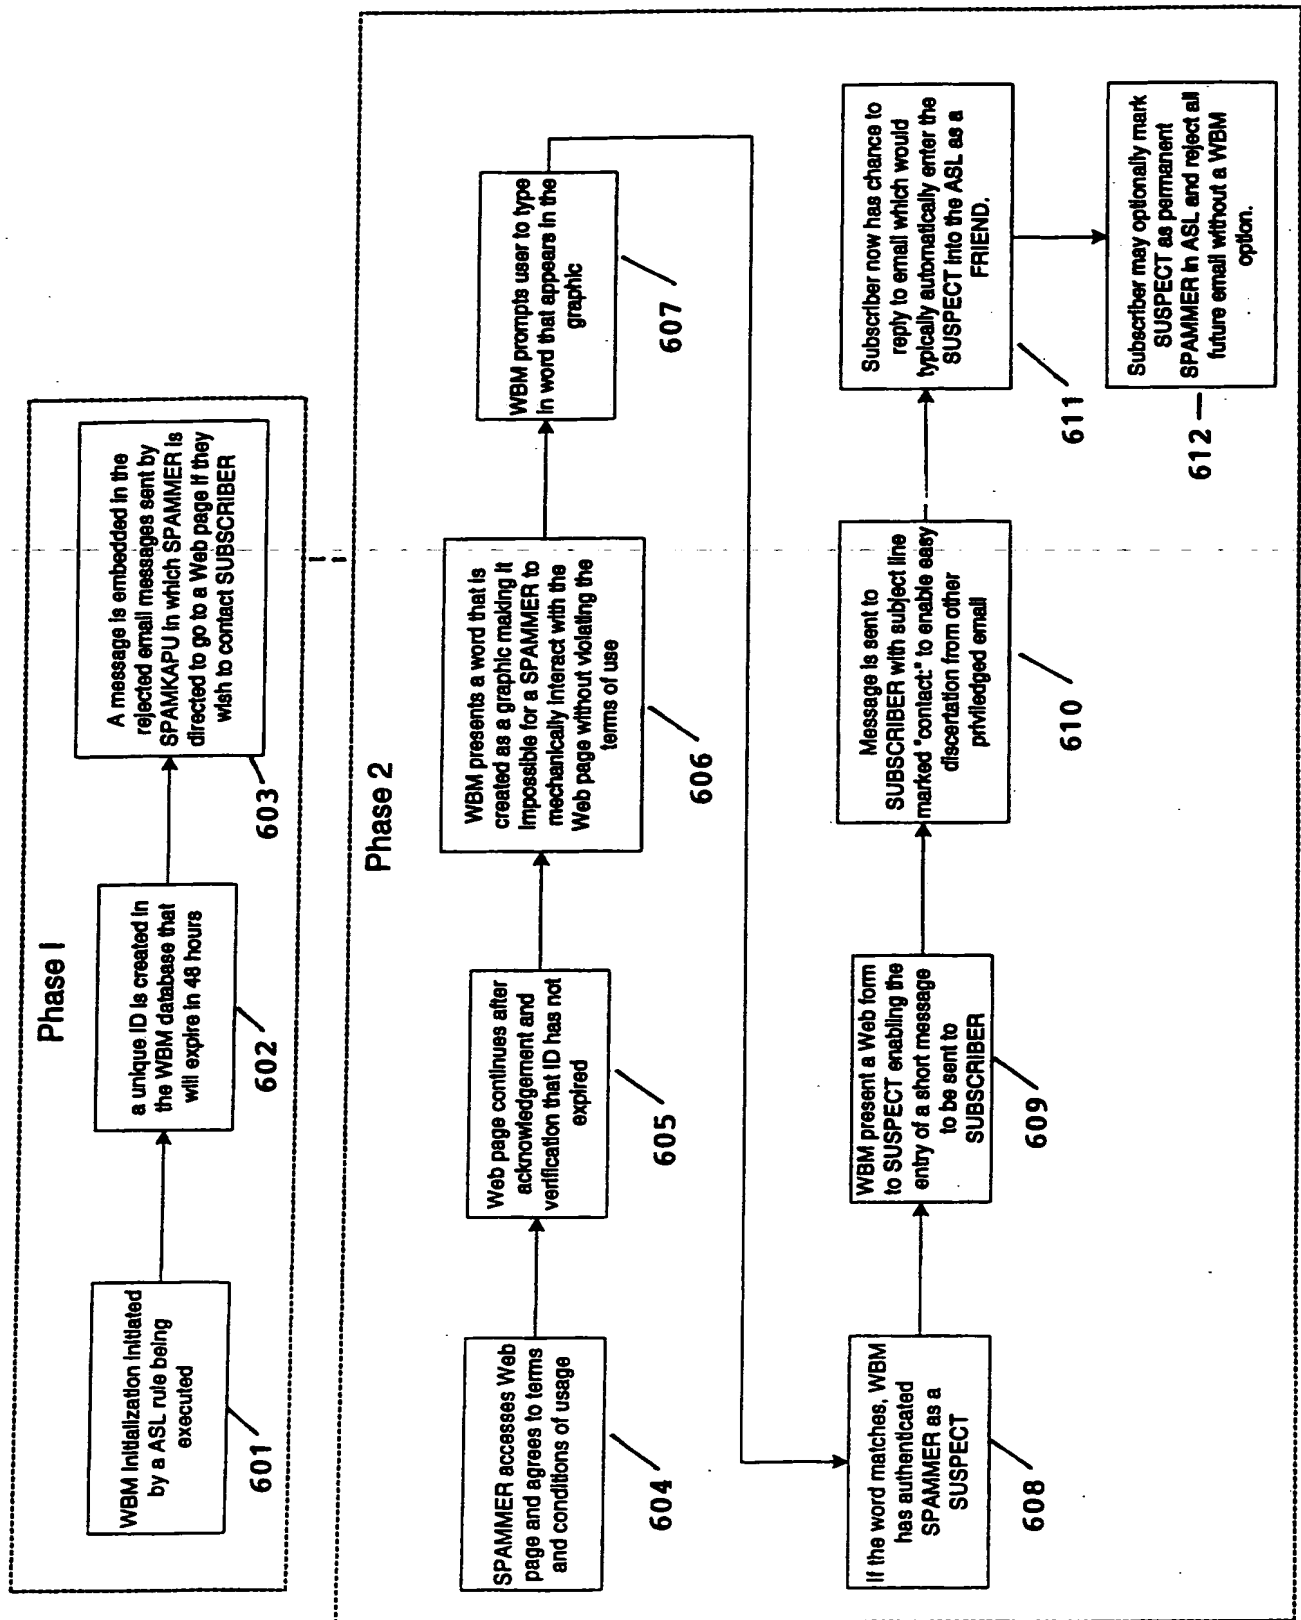 Phase I
WBM initialization initiated
by a ASL rule being
executed
601
a unique ID is created in
the WBM database that
will expire in 48 hours
602
A message is embedded in the
rejected email messages sent by
SPAMKAPU in which SPAMMER is
directed to go to a Web page if they
wish to contact SUBSCRIBER
603
Phase 2
SPAMMER accesses Web
page and agrees to terms
and conditions of usage
604
Web page continues after
acknowledgement and
verification that ID has not
expired
605
WBM presents a word that is
created as a graphic making it
impossible for a SPAMMER to
mechanically interact with the
Web page without violating the
terms of use
606
WBM prompts user to type
in word that appears in the
graphic
607
If the word matches, WBM
has authenticated
SPAMMER as a
SUSPECT
608
WBM present a Web form
to SUSPECT enabling the
entry of a short message
to be sent to
SUBSCRIBER
609
Message is sent to
SUBSCRIBER with subject line
marked "contact:" to enable easy
discertation from other
priviledged email
610
Subscriber now has chance to
reply to email which would
typically automatically enter the
SUSPECT into the ASL as a
FRIEND.
611
Subscriber may optionally mark
SUSPECT as permanent
SPAMMER in ASL and reject all
future email without a WBM
option.
612